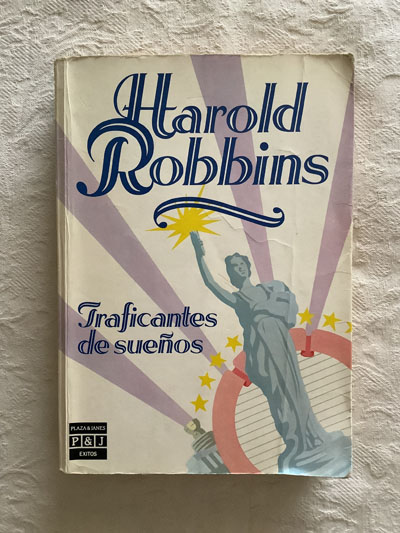 Harold
Robbins
Traficantes
de sueños
PLAZA & JANES
P & J
EXITOS